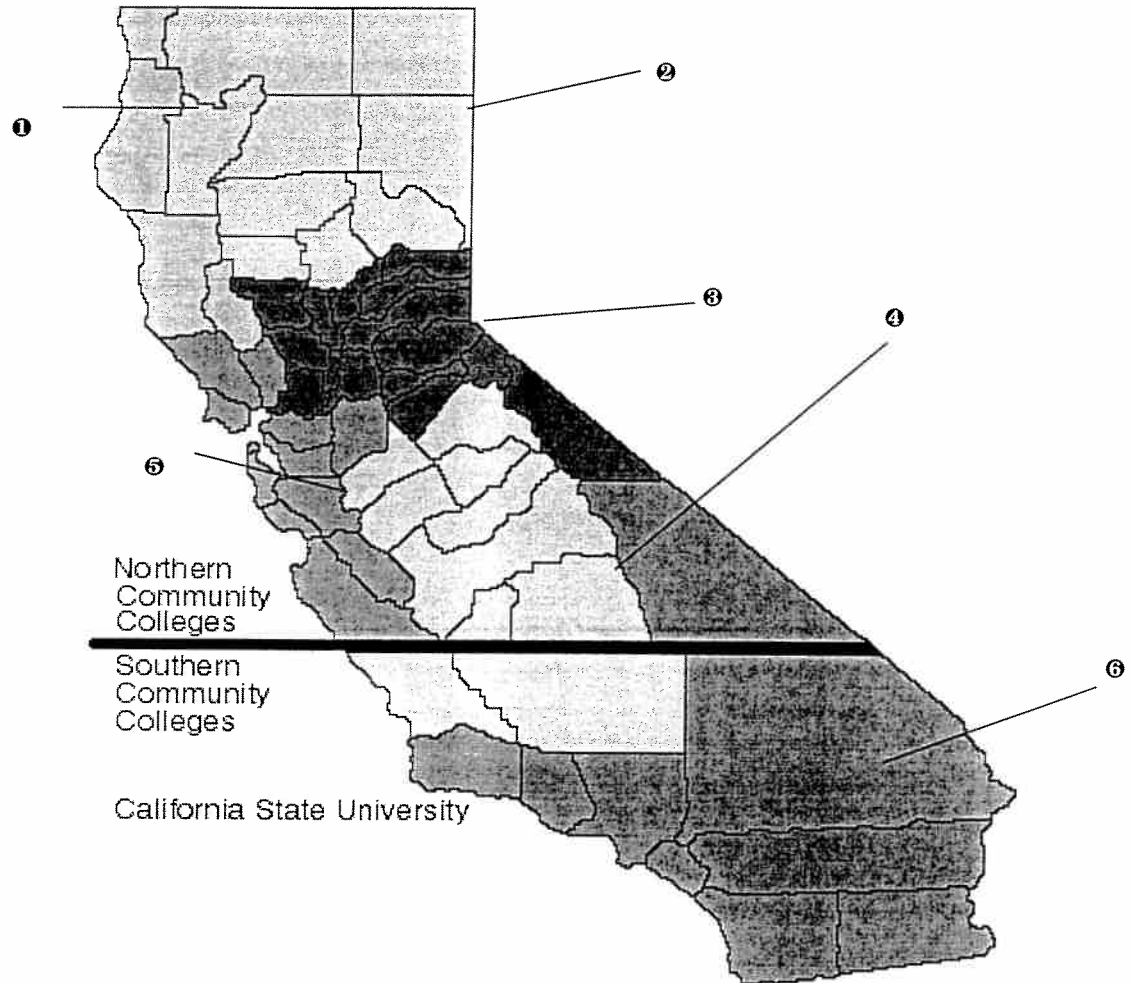 ❷
❶
❸
❹
❺
Northern
Community
Colleges
Southern
Community
Colleges
❻
California State University